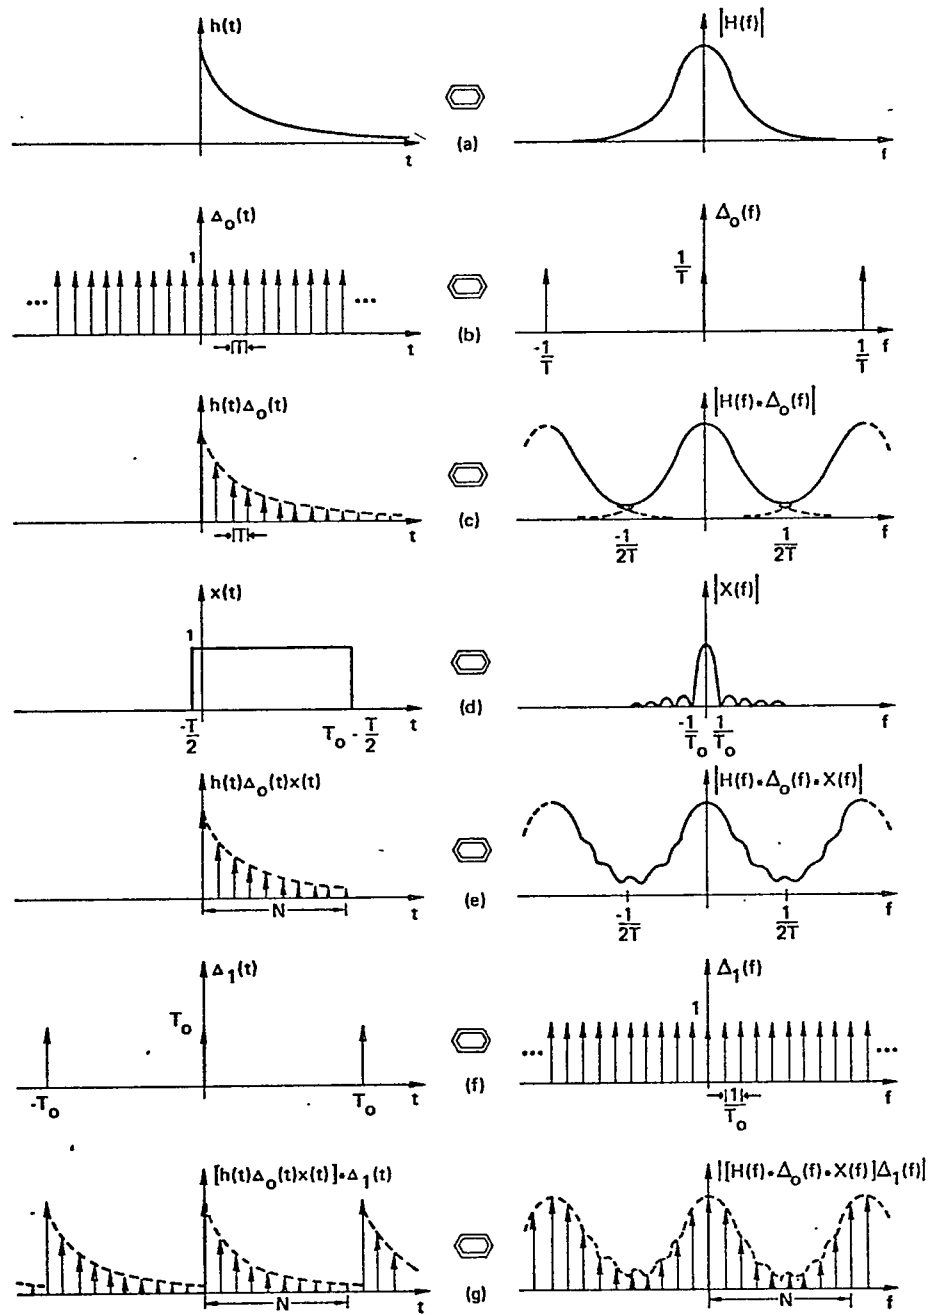 h(t)
|H(f)|
t
(a)
f
Δo(t)
1
...
...
T
t
(b)
Δo(f)
1/T
-1/T
1/T
f
h(t)Δo(t)
T
t
(c)
|H(f)*Δo(f)|
-1/2T
1/2T
f
x(t)
1
-T/2
To - T/2
t
(d)
|X(f)|
-1/To
1/To
f
h(t)Δo(t)x(t)
N
t
(e)
|H(f)*Δo(f)*X(f)|
-1/2T
1/2T
f
Δ1(t)
To
-To
To
t
(f)
Δ1(f)
1
...
...
1/To
f
[h(t)Δo(t)x(t)]*Δ1(t)
N
t
(g)
|[H(f)*Δo(f)*X(f)]Δ1(f)|
N
f